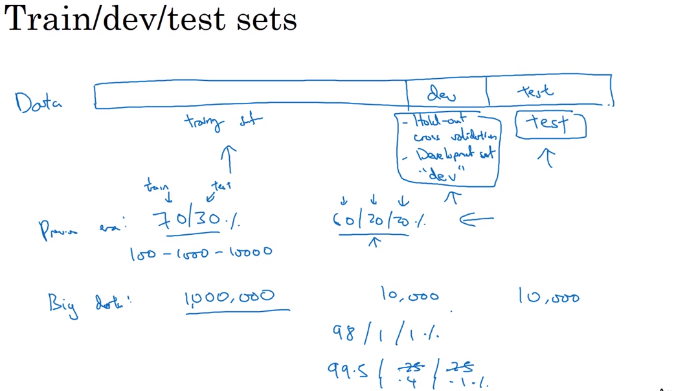 Train/dev/test sets
Data
dev
test
training set
- Hold-out
cross validation
- Development set
"dev"
test
train
test
Previous era:
70/30 %
60/20/20 %
100 - 1000 - 10000
Big data:
1,000,000
10,000
10,000
98 / 1 / 1 %
99.5 / 25 / 25
.4 .1 %